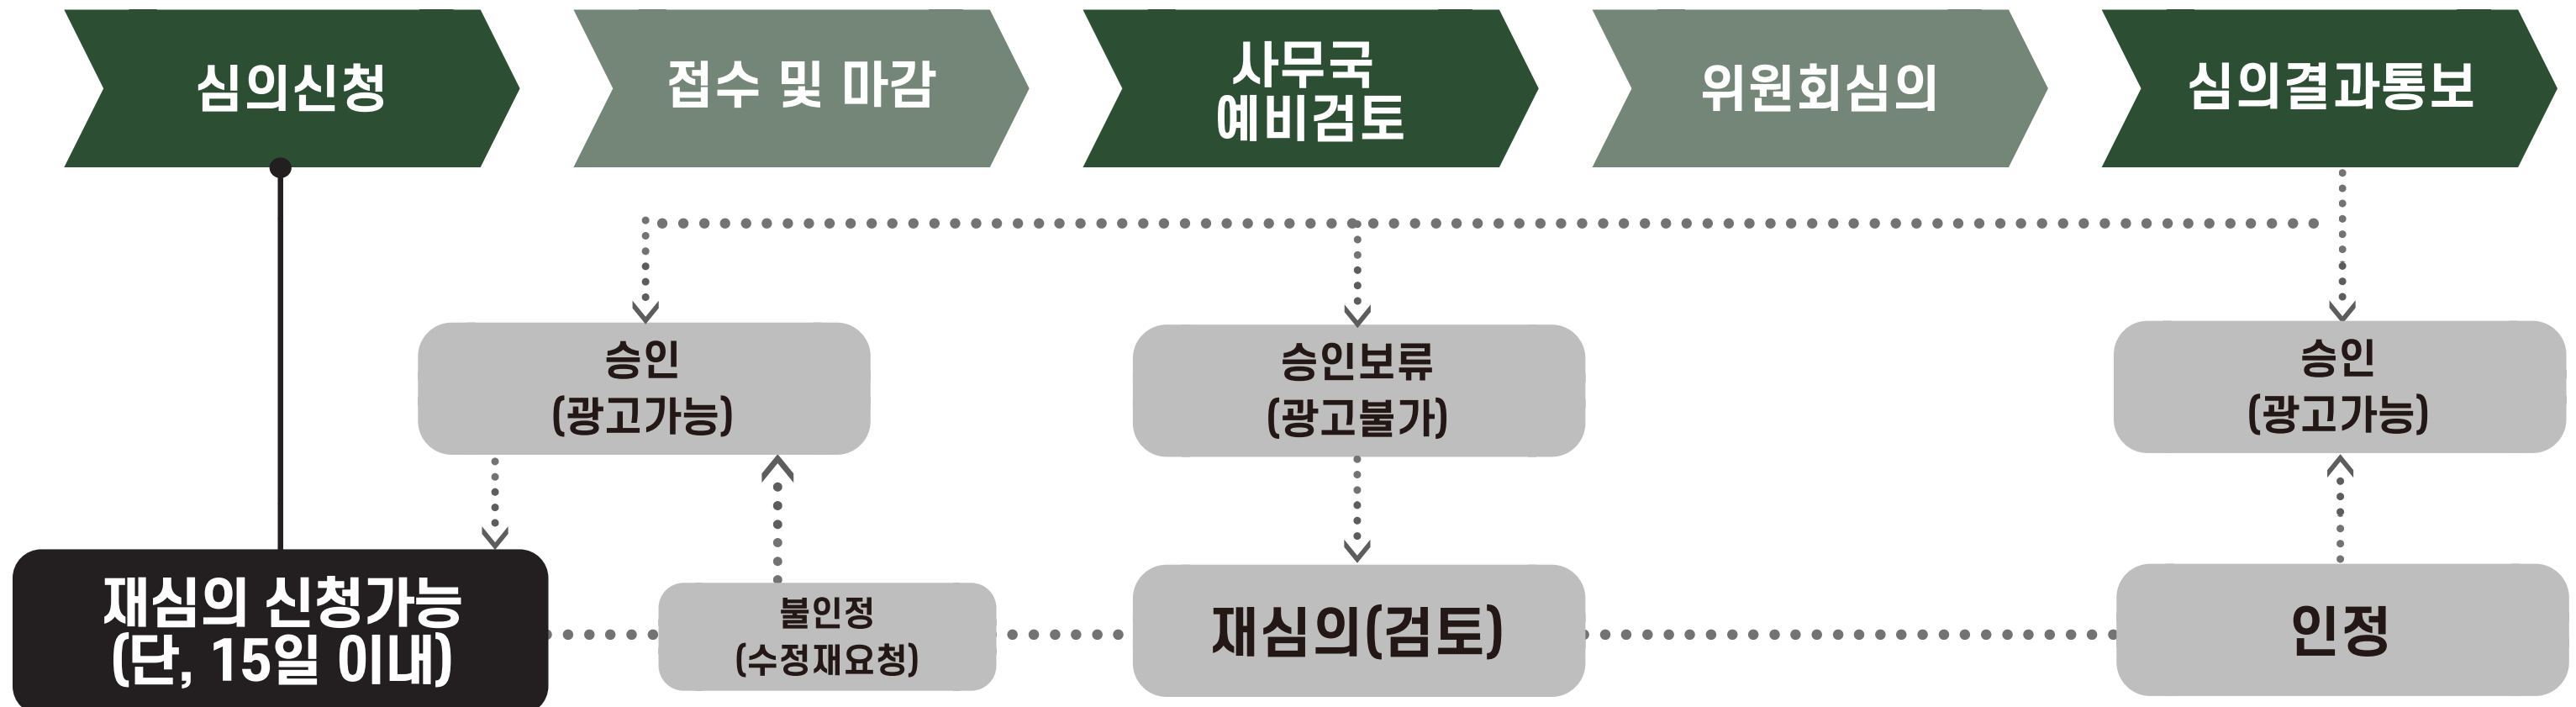 심의신청
접수 및 마감
사무국
예비검토
위원회심의
심의결과통보
승인
(광고가능)
승인보류
(광고불가)
승인
(광고가능)
재심의 신청가능
(단, 15일 이내)
불인정
(수정재요청)
재심의(검토)
인정